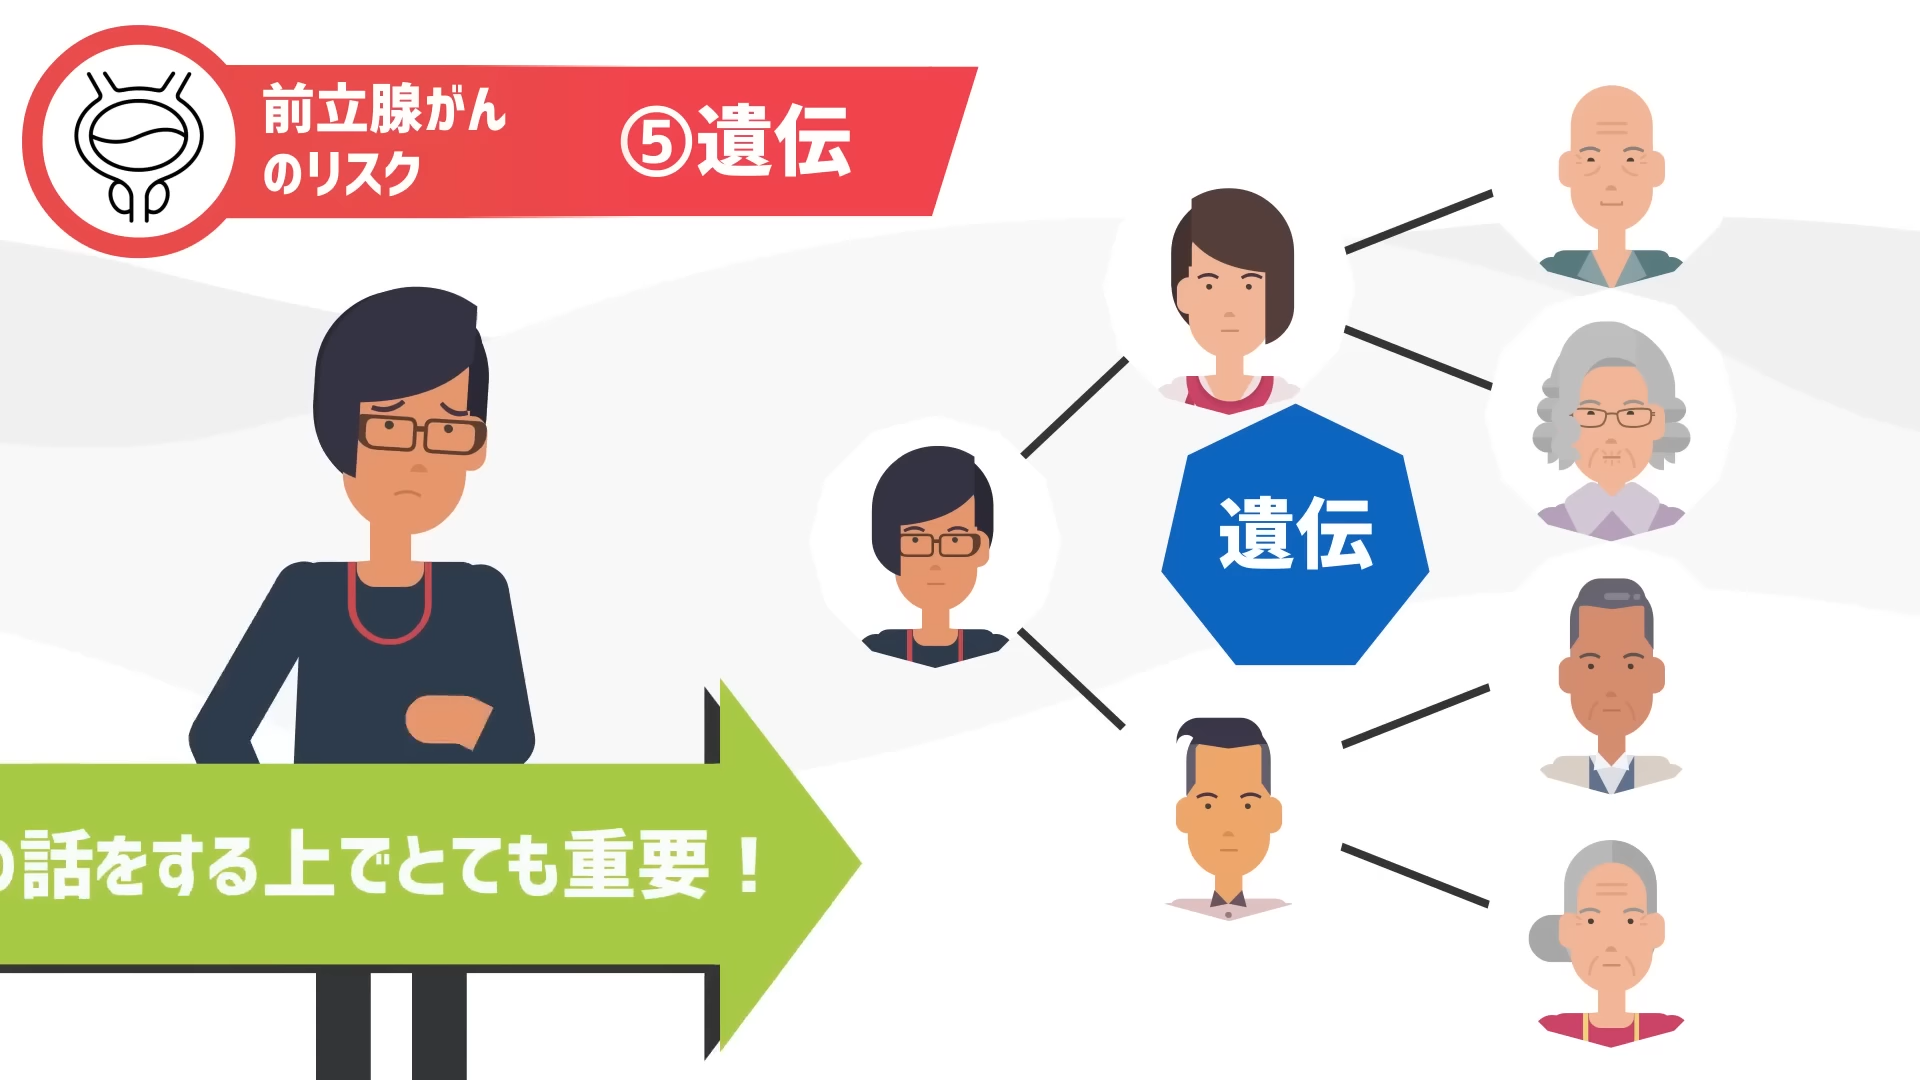 前立腺がん
のリスク
⑤遺伝
遺伝
話をする上でとても重要！